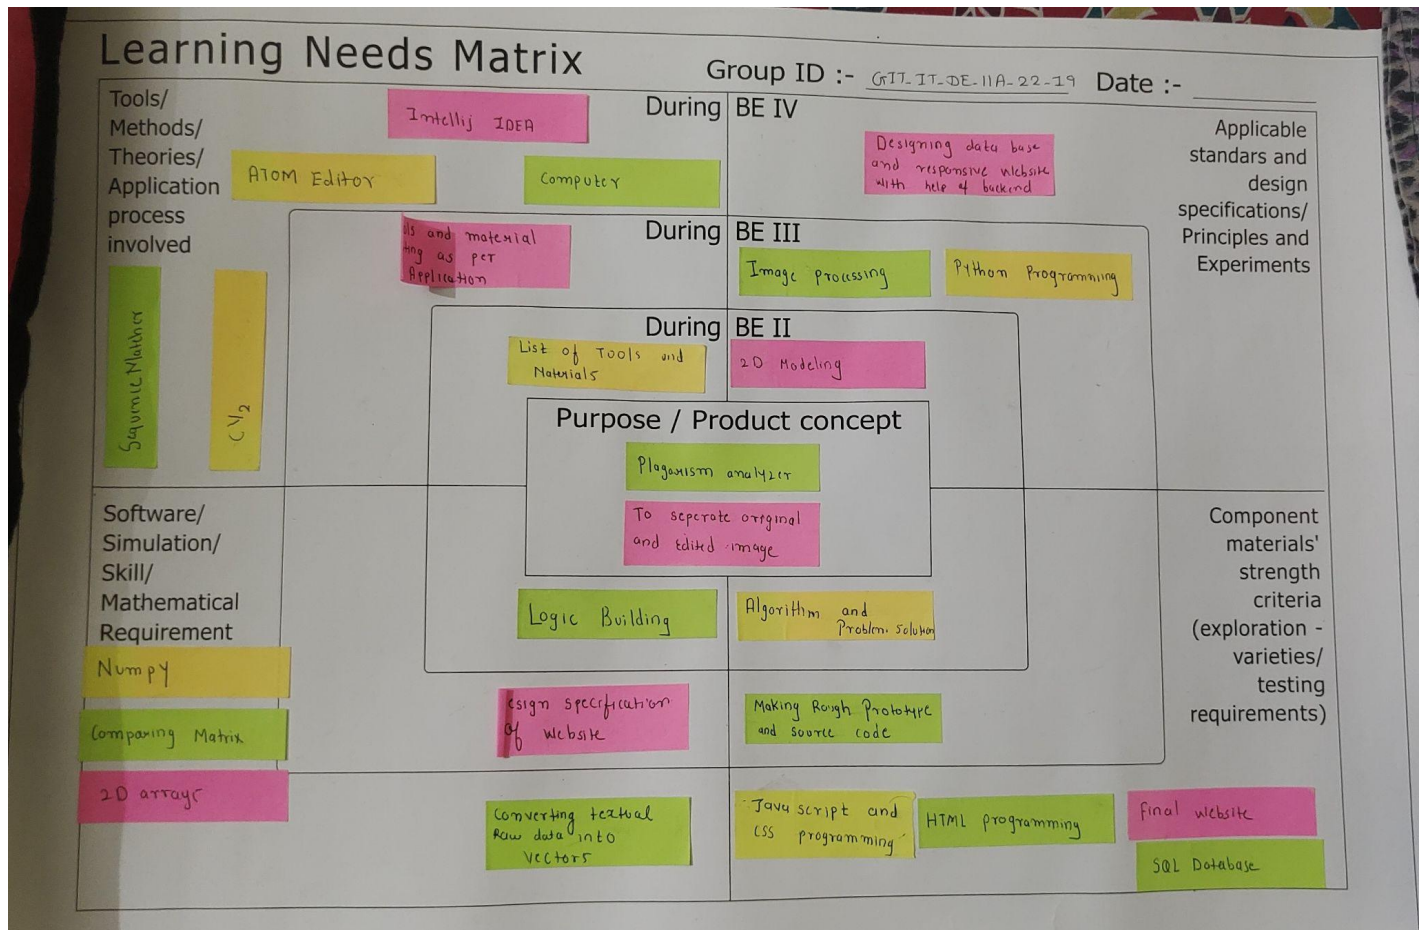 Learning Needs Matrix
Group ID :- GIT-IT-DE-11A-22-19 Date :-
Tools/
Methods/
Theories/
Application
process
involved
Intellij IDEA
ATOM Editor
Computer
During BE IV
Designing data base
and responsive Website
With help of backend
Applicable
standars and
design
specifications/
Principles and
Experiments
and material
as per
Application
During BE III
Image processing
Python Programming
Sequence Matcher
CV2
During BE II
List of Tools and
Materials
2D Modeling
Purpose / Product concept
Plagarism analyzer
To seperate original
and Edited image
Software/
Simulation/
Skill/
Mathematical
Requirement
Numpy
Comparing Matrix
2D arrays
Logic Building
Algorithm and
Problem Solution
Component
materials'
strength
criteria
(exploration -
varieties/
testing
requirements)
esign specification
of Website
Making Rough Prototype
and source code
Converting textual
Raw data into
vectors
Java script and
CSS programming
HTML programming
final website
SQL Database